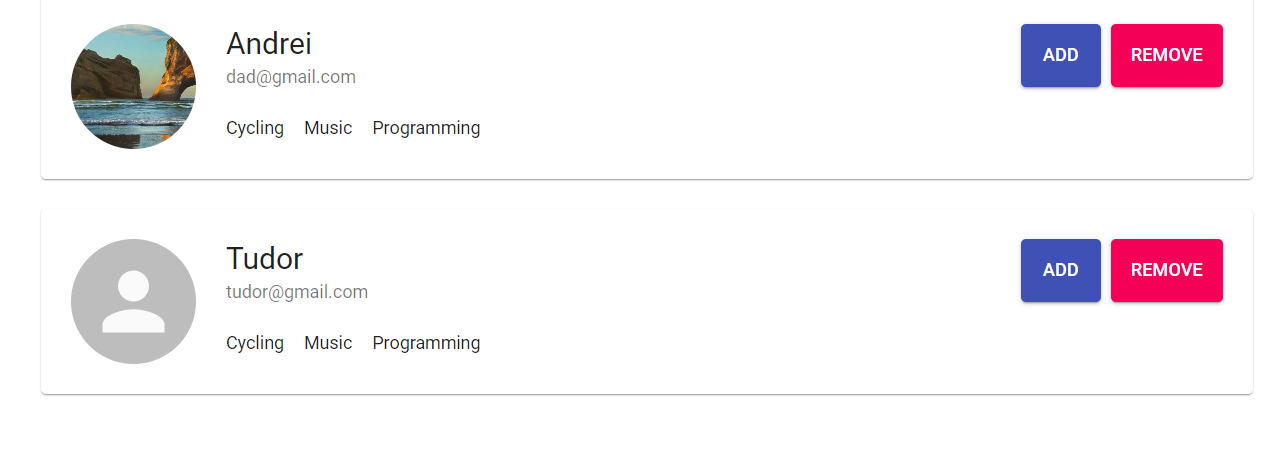 Andrei
ADD REMOVE
dad@gmail.com
Cycling Music Programming
Tudor
ADD REMOVE
tudor@gmail.com
Cycling Music Programming